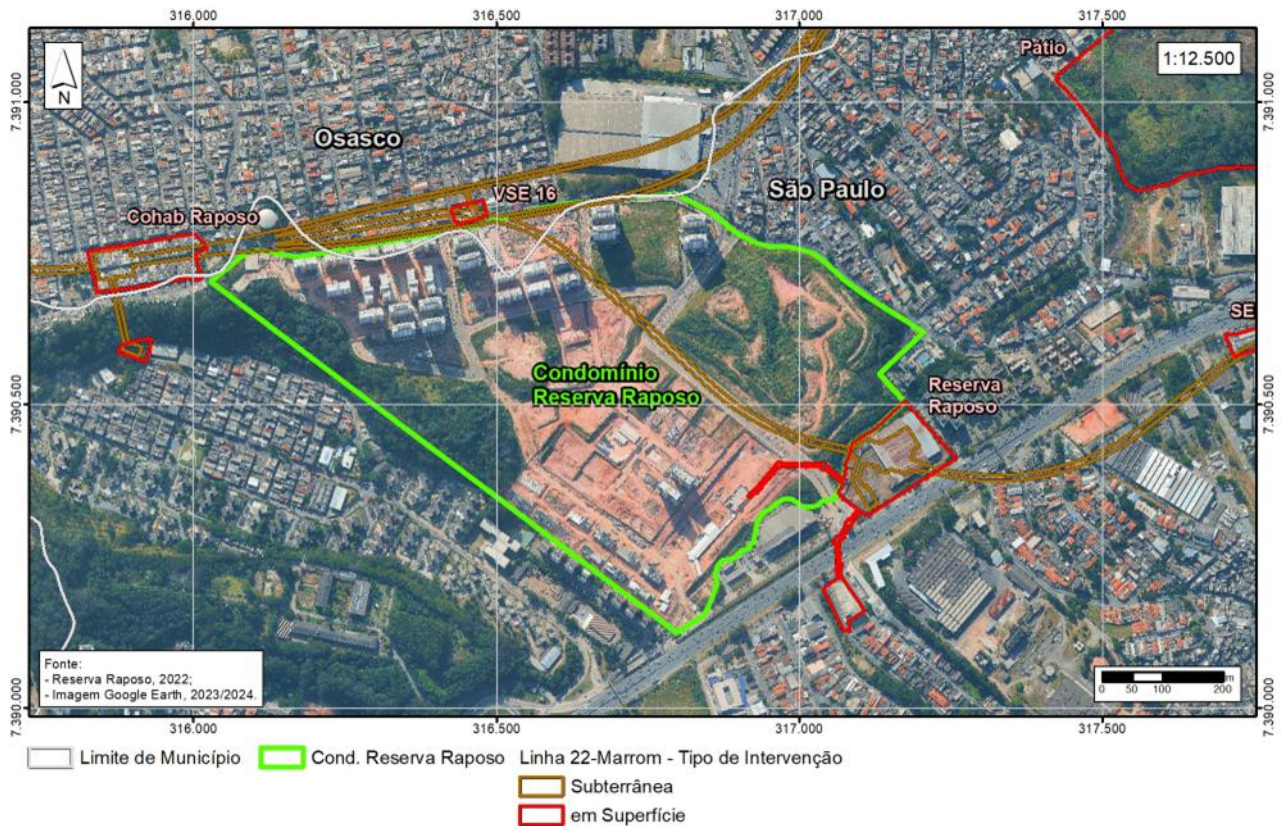 316.000
316.500
317.000
317.500
7.391.000
7.391.000
N
1:12.500
Pátio
Osasco
São Paulo
VSE 16
Cohab Raposo
SE
Condomínio
Reserva Raposo
Reserva
Raposo
7.390.500
7.390.500
Fonte:
- Reserva Raposo, 2022;
- Imagem Google Earth, 2023/2024.
0 50 100 200 m
7.390.000
7.390.000
316.000
316.500
317.000
317.500
Limite de Município
Cond. Reserva Raposo
Linha 22-Marrom - Tipo de Intervenção
Subterrânea
em Superfície